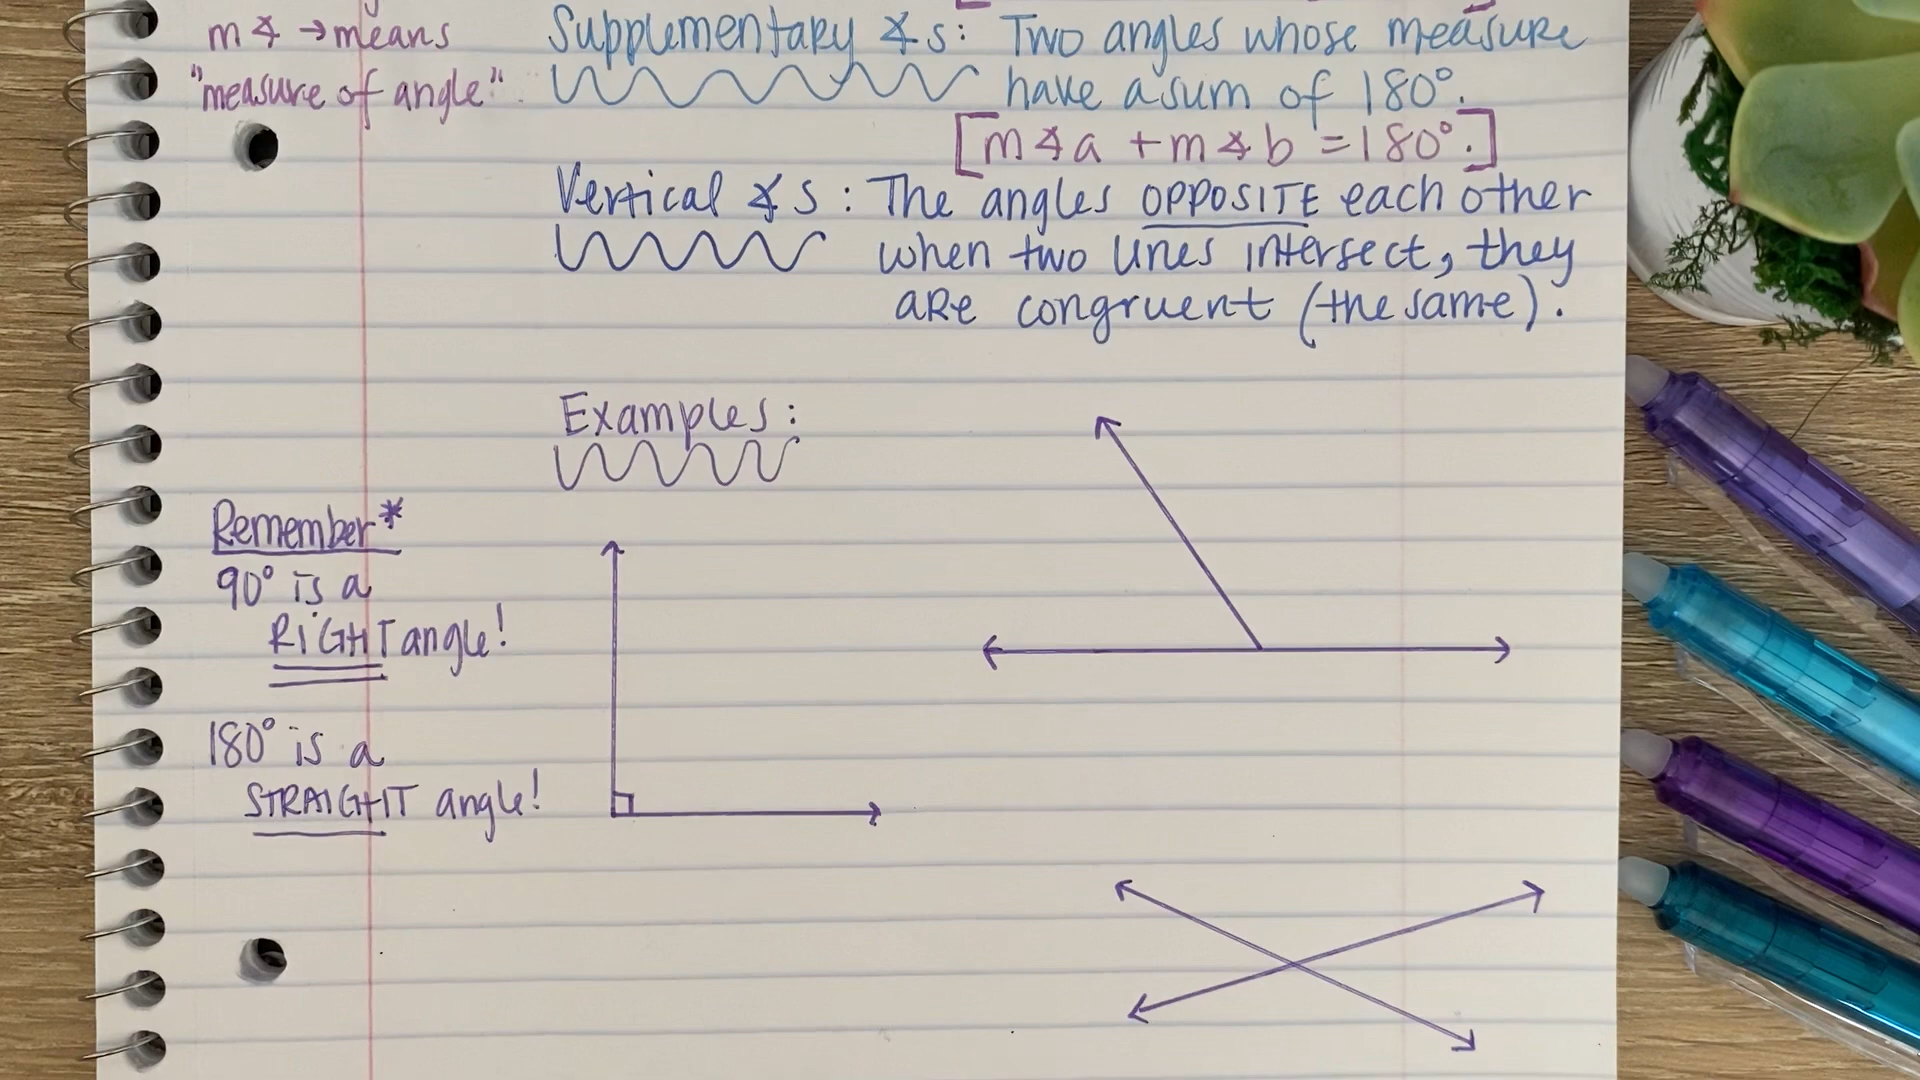 m∡ → means
"measure of angle".
Supplementary ∡s: Two angles whose measure
have a sum of 180°.
[m∡a + m∡b = 180°.]
Vertical ∡s: The angles OPPOSITE each other
when two lines intersect, they
are congruent (the same).
Examples:
Remember*
90° is a
RIGHT angle!
180° is a
STRAIGHT angle!